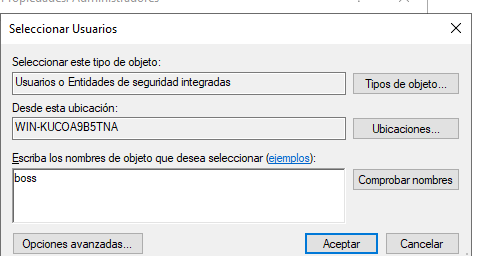 Propiedades: Administradores
Seleccionar Usuarios
Seleccionar este tipo de objeto:
Usuarios o Entidades de seguridad integradas
Tipos de objeto...
Desde esta ubicación:
WIN-KUCOA9B5TNA
Ubicaciones...
Escriba los nombres de objeto que desea seleccionar (ejemplos):
boss
Comprobar nombres
Opciones avanzadas...
Aceptar
Cancelar